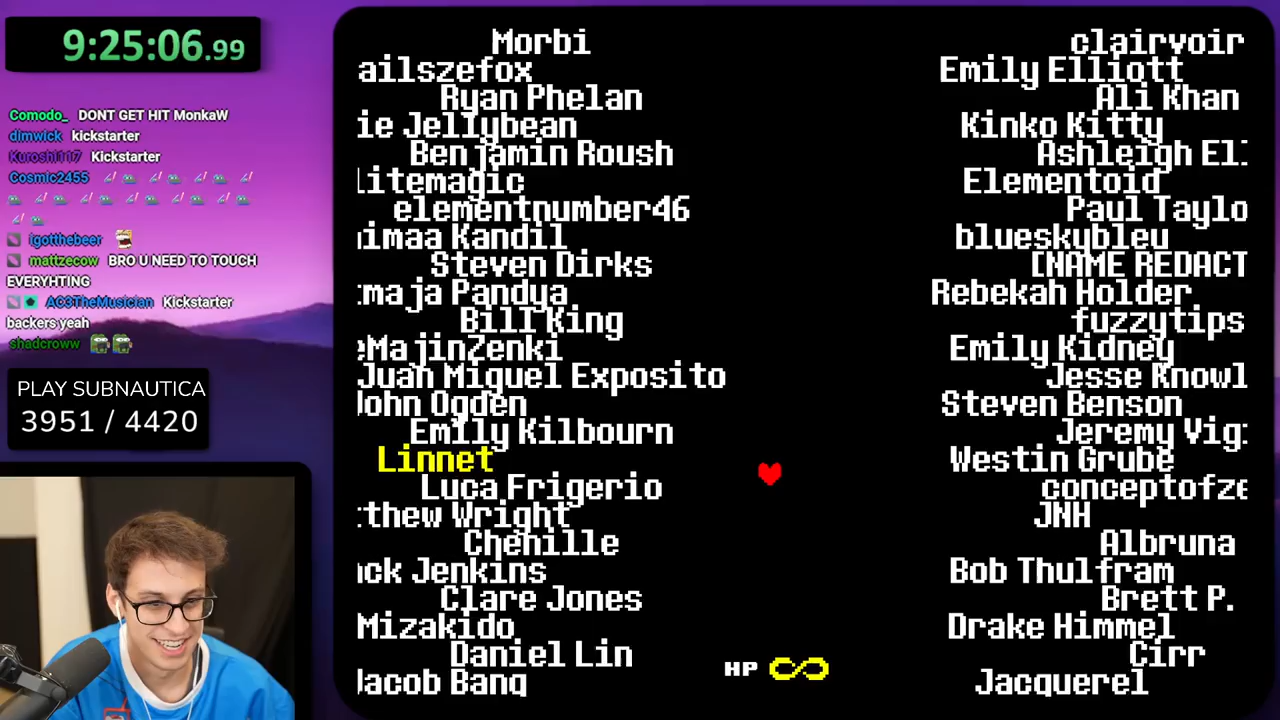 9:25:06.99
Comodo_ DONT GET HIT MonkaW
dimwick kickstarter
Kuroshi117 Kickstarter
Cosmic2455
igotthebeer
mattzecow BRO U NEED TO TOUCH
EVERYHTING
AC3TheMusician Kickstarter
backers yeah
shadcroww
PLAY SUBNAUTICA
3951 / 4420
Morbi
ailszefox
Ryan Phelan
ie Jellybean
Benjamin Roush
litemagic
elementnumber46
imaa Kandil
Steven Dirks
maja Pandya
Bill King
MajinZenki
Juan Miguel Exposito
John Ogden
Emily Kilbourn
Linnet
Luca Frigerio
tthew Wright
Chenille
ack Jenkins
Clare Jones
Mizakido
Daniel Lin
Jacob Bang
HP ∞
clairvoir
Emily Elliott
Ali Khan
Kinko Kitty
Ashleigh El
Elementoid
Paul Taylo
blueskybleu
[NAME REDACT
Rebekah Holder
fuzzytips
Emily Kidney
Jesse Knowl
Steven Benson
Jeremy Vig
Westin Grube
conceptofze
JNH
Albruna
Bob Thulfram
Brett P.
Drake Himmel
Cirr
Jacquerel